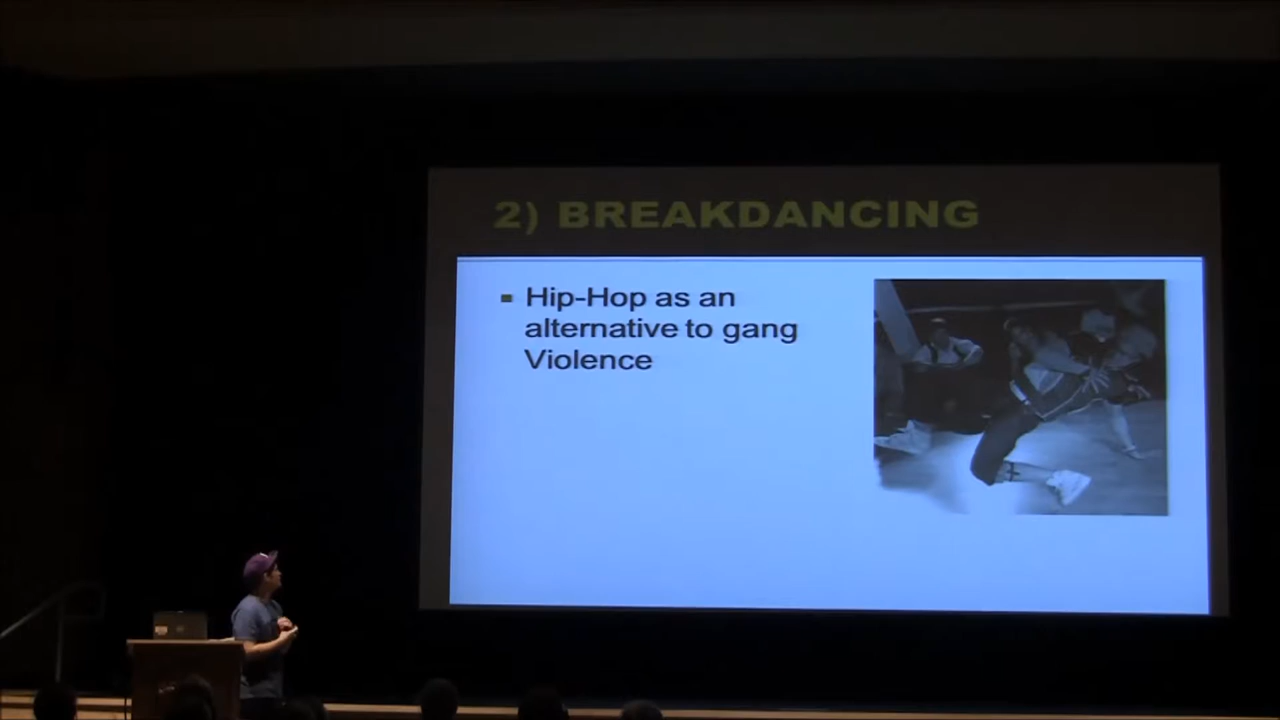 2) BREAKDANCING
Hip-Hop as an
alternative to gang
Violence